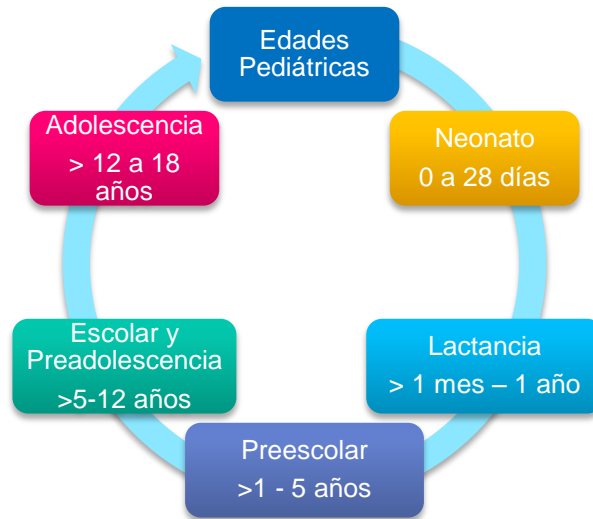 Edades
Pediátricas
Neonato
0 a 28 días
Lactancia
> 1 mes – 1 año
Preescolar
>1 - 5 años
Escolar y
Preadolescencia
>5-12 años
Adolescencia
> 12 a 18
años